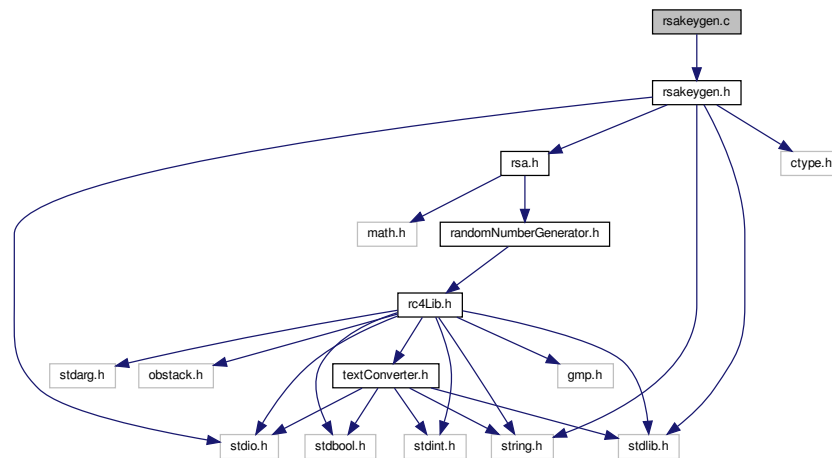 rsakeygen.c
rsakeygen.h
rsa.h
ctype.h
math.h
randomNumberGenerator.h
rc4Lib.h
stdarg.h
obstack.h
textConverter.h
gmp.h
stdio.h
stdbool.h
stdint.h
string.h
stdlib.h